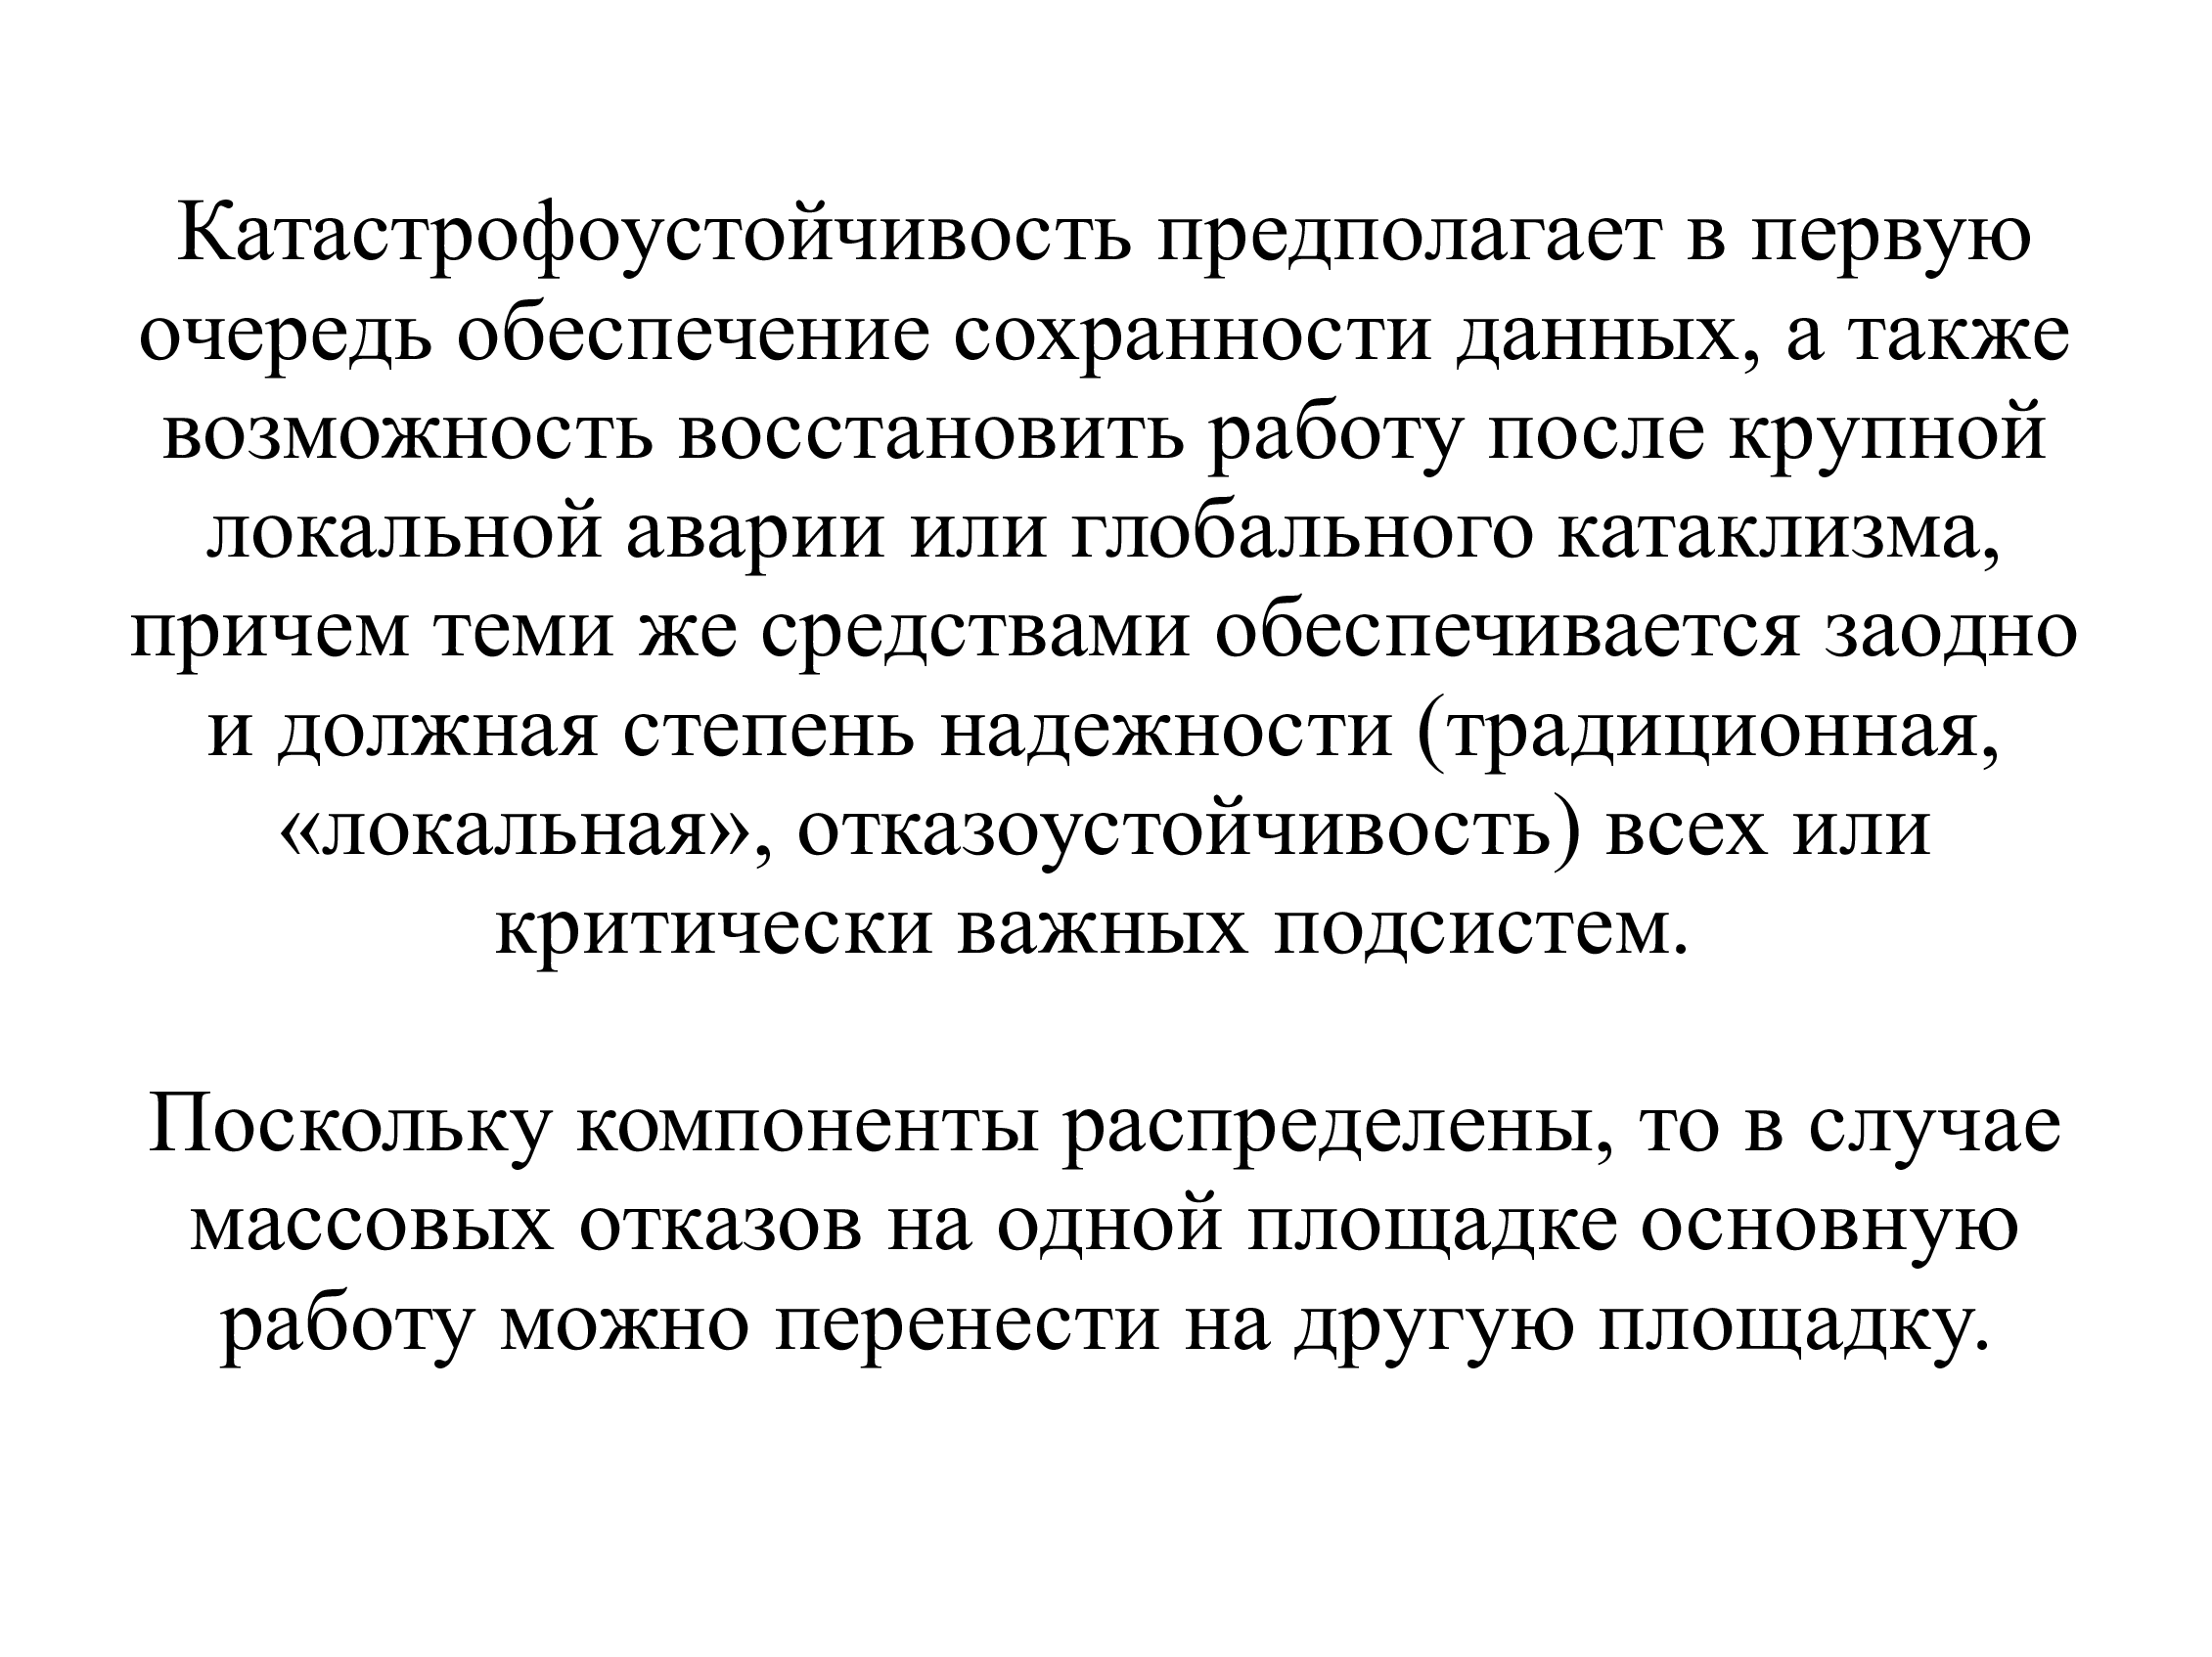 Катастрофоустойчивость предполагает в первую
очередь обеспечение сохранности данных, а также
возможность восстановить работу после крупной
локальной аварии или глобального катаклизма,
причем теми же средствами обеспечивается заодно
и должная степень надежности (традиционная,
«локальная», отказоустойчивость) всех или
критически важных подсистем.
Поскольку компоненты распределены, то в случае
массовых отказов на одной площадке основную
работу можно перенести на другую площадку.